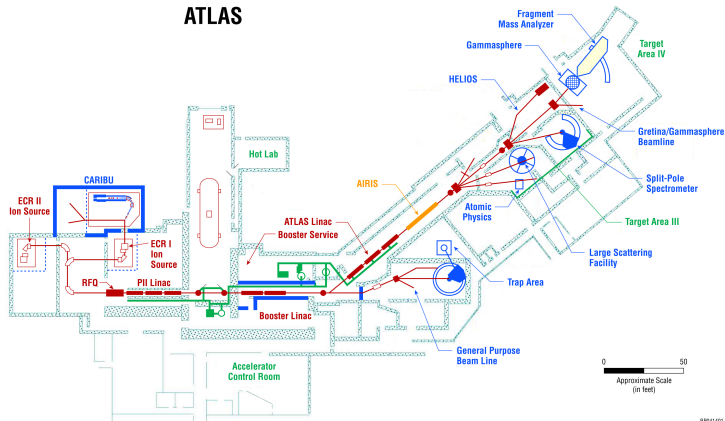 ATLAS
Fragment
Mass Analyzer
Gammasphere
Target
Area IV
HELIOS
Gretina/Gammasphere
Beamline
Hot Lab
Split-Pole
Spectrometer
CARIBU
AIRIS
ECR II
Ion Source
Atomic
Physics
Target Area III
ATLAS Linac
Booster Service
ECR I
Ion
Source
Large Scattering
Facility
RFQ
PII Linac
Trap Area
Booster Linac
General Purpose
Beam Line
Accelerator
Control Room
0
50
Approximate Scale
(in feet)